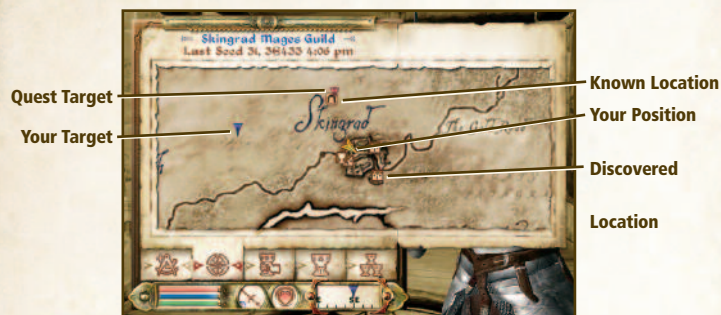 Skingrad Mages Guild
Last Seed 31, 3E433 4:06 pm
Quest Target
Known Location
Your Target
Skingrad
Your Position
Discovered
Location
E
SE